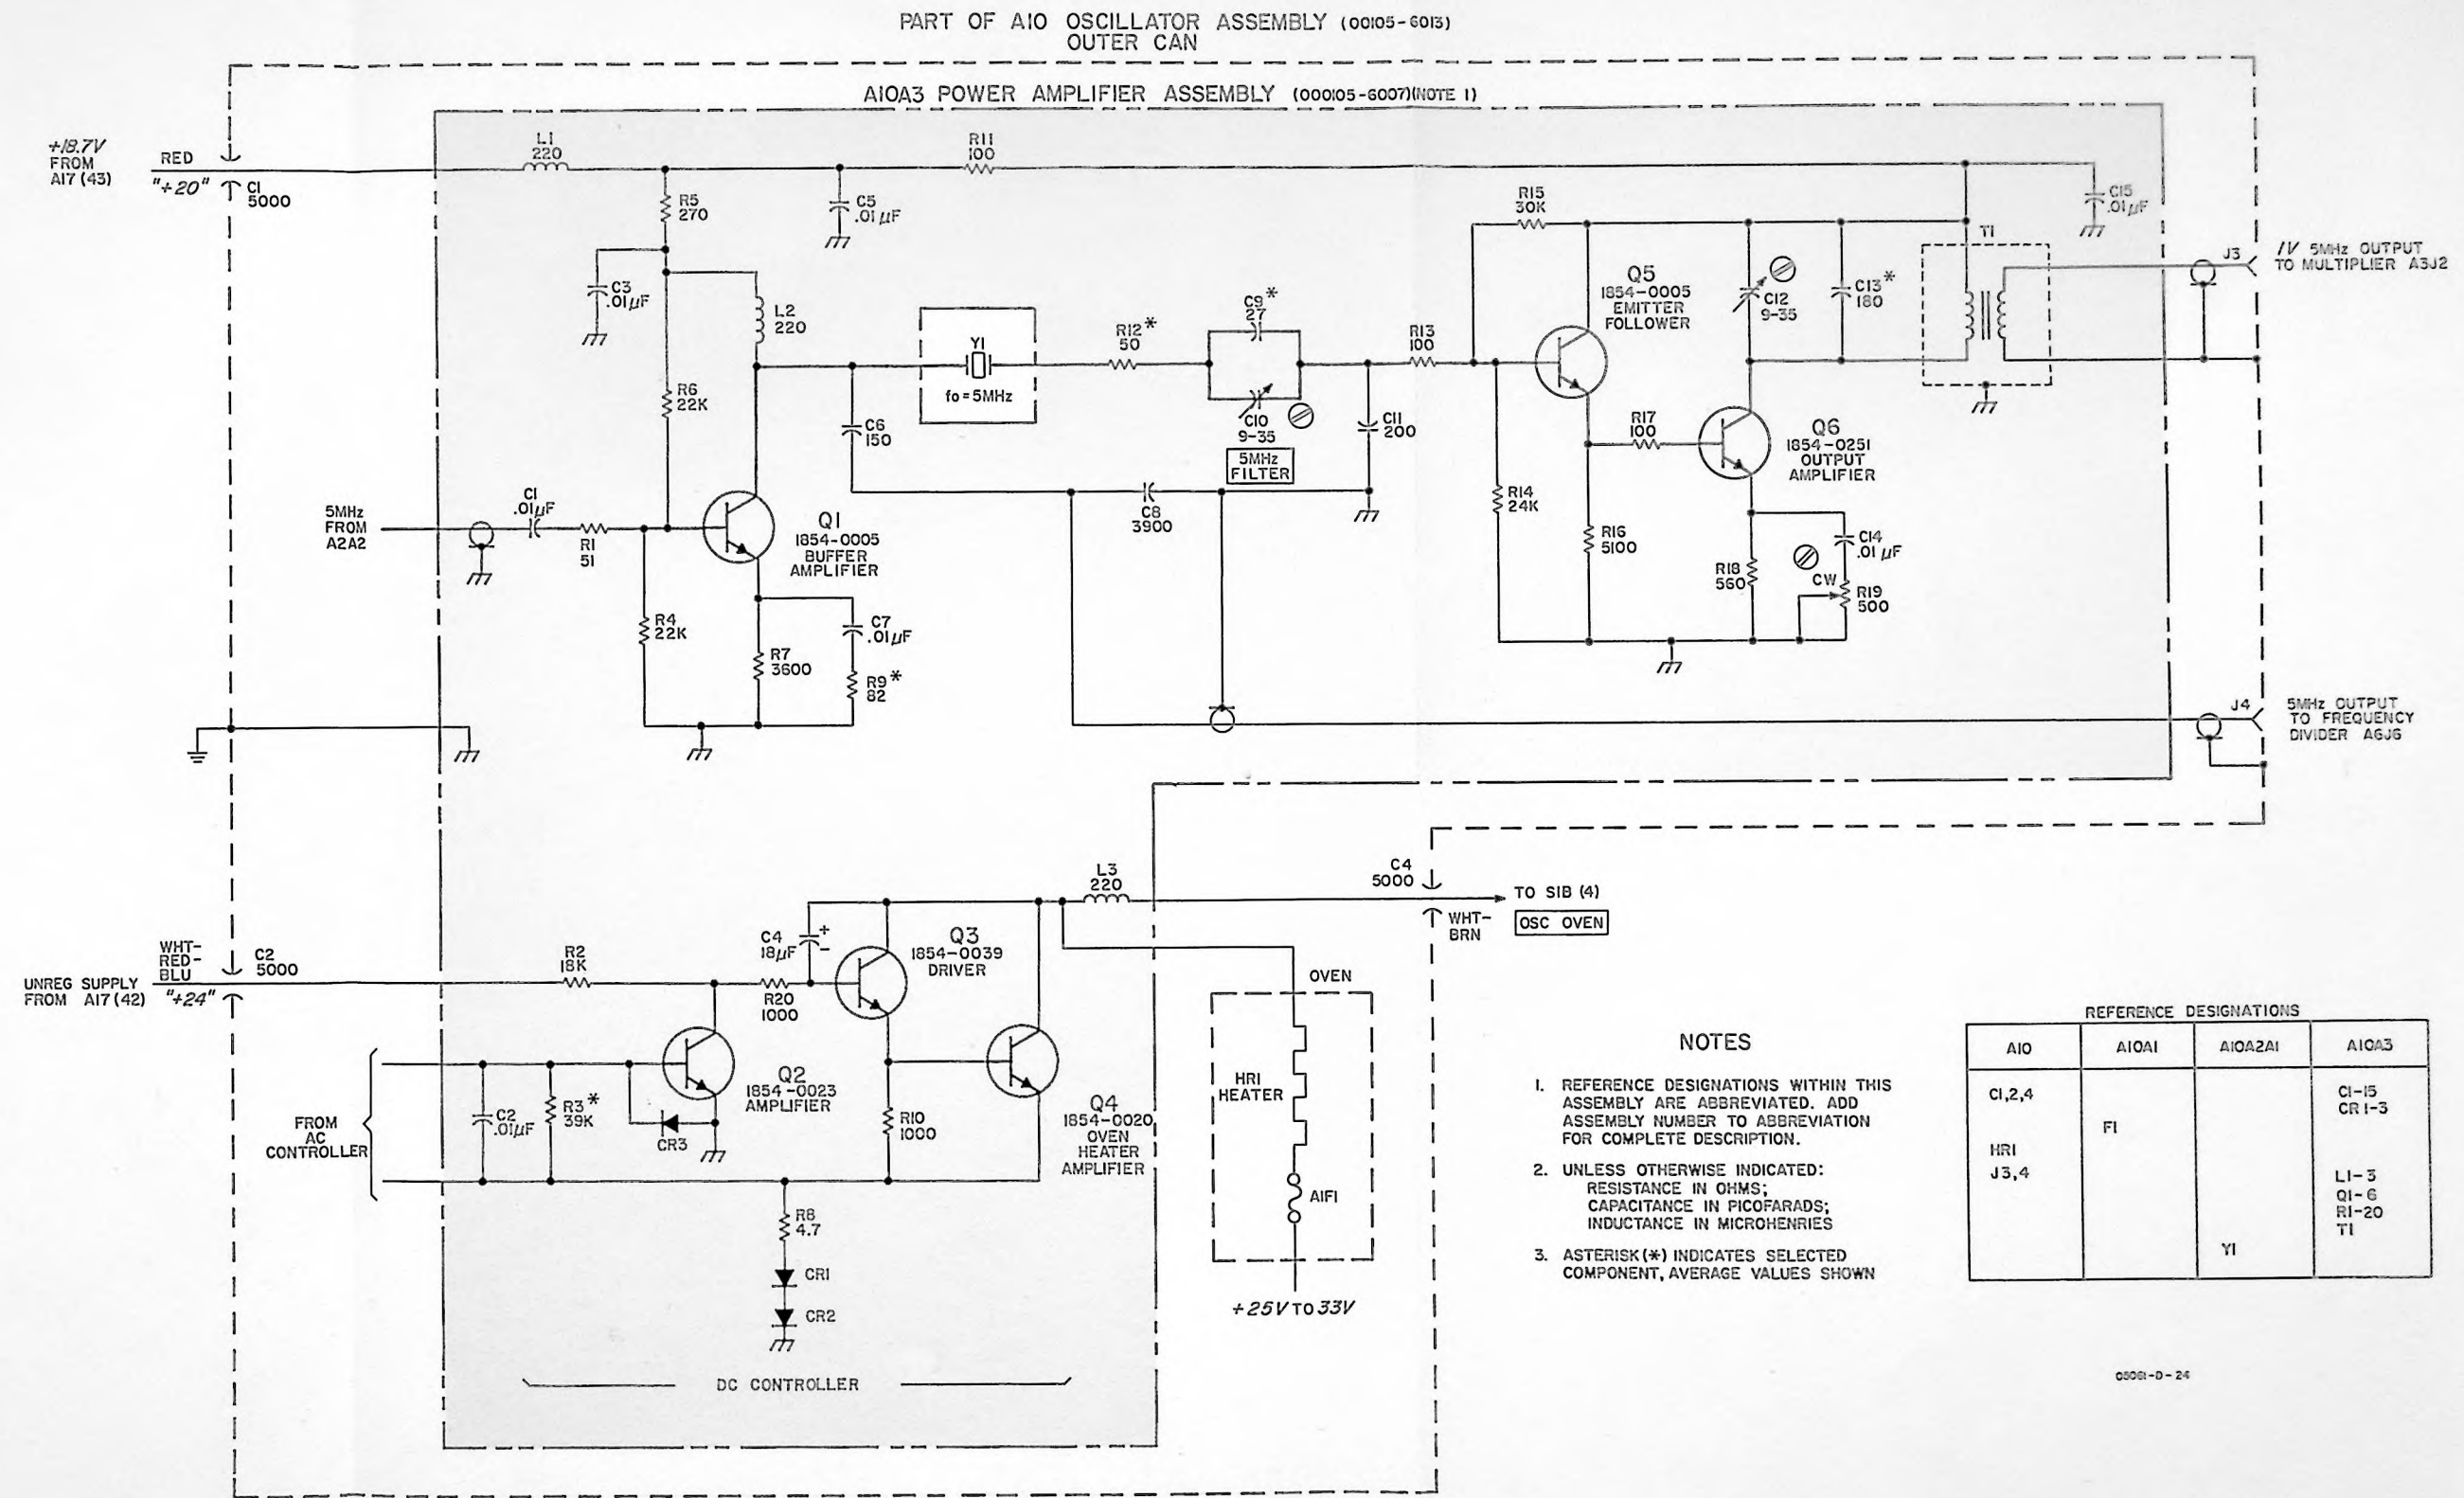 PART OF A10 OSCILLATOR ASSEMBLY (00105-6013)
OUTER CAN
A10A3 POWER AMPLIFIER ASSEMBLY (000105-6007)(NOTE 1)
+18.7V
FROM
A17 (43)
RED
"+20"
C1
5000
L1
220
R11
100
R5
270
C5
.01µF
C3
.01µF
L2
220
R6
22K
C6
150
Y1
fo = 5MHz
R12*
50
C9*
27
C10
9-35
5MHz
FILTER
C11
200
R13
100
R15
30K
Q5
1854-0005
EMITTER
FOLLOWER
C12
9-35
C13*
180
T1
C15
.01µF
J3
1V 5MHz OUTPUT
TO MULTIPLIER A3J2
5MHz
FROM
A2A2
C1
.01µF
R1
51
Q1
1854-0005
BUFFER
AMPLIFIER
C8
3900
R14
24K
R17
100
Q6
1854-0251
OUTPUT
AMPLIFIER
R16
5100
R18
560
C14
.01µF
CW
R19
500
R4
22K
R7
3600
C7
.01µF
R9*
82
J4
5MHz OUTPUT
TO FREQUENCY
DIVIDER A6J6
L3
220
C4
5000
TO S1B (4)
WHT-
BRN
OSC OVEN
UNREG SUPPLY
FROM A17 (42)
WHT-
RED-
BLU
"+24"
C2
5000
R2
18K
C4
18µF
+
-
R20
1000
Q3
1854-0039
DRIVER
OVEN
FROM
AC
CONTROLLER
C2
.01µF
R3*
39K
Q2
1854-0023
AMPLIFIER
CR3
R10
1000
Q4
1854-0020
OVEN
HEATER
AMPLIFIER
HR1
HEATER
A1F1
R8
4.7
CR1
CR2
+25V TO 33V
DC CONTROLLER
NOTES
1. REFERENCE DESIGNATIONS WITHIN THIS
ASSEMBLY ARE ABBREVIATED. ADD
ASSEMBLY NUMBER TO ABBREVIATION
FOR COMPLETE DESCRIPTION.
2. UNLESS OTHERWISE INDICATED:
RESISTANCE IN OHMS;
CAPACITANCE IN PICOFARADS;
INDUCTANCE IN MICROHENRIES
3. ASTERISK (*) INDICATES SELECTED
COMPONENT, AVERAGE VALUES SHOWN
REFERENCE DESIGNATIONS
A10 A10A1 A10A2A1 A10A3
C1,2,4 C1-15
CR1-3
F1
HR1
J3,4 L1-3
Q1-6
R1-20
T1
Y1
05061-D-24